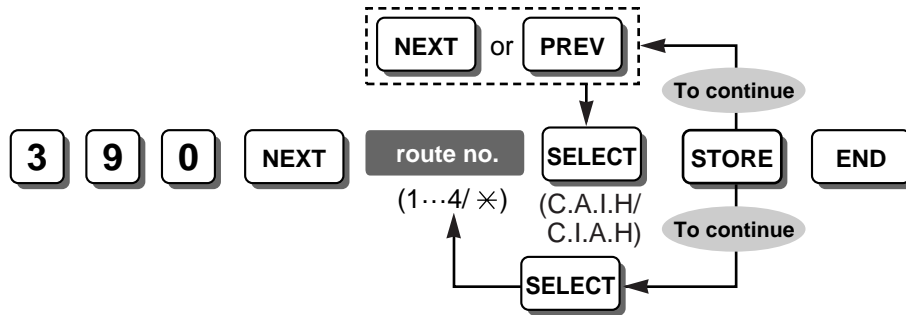 NEXT or PREV
To continue
3 9 0 NEXT route no. SELECT STORE END
(1···4/ ✳)
(C.A.I.H/
C.I.A.H)
To continue
SELECT